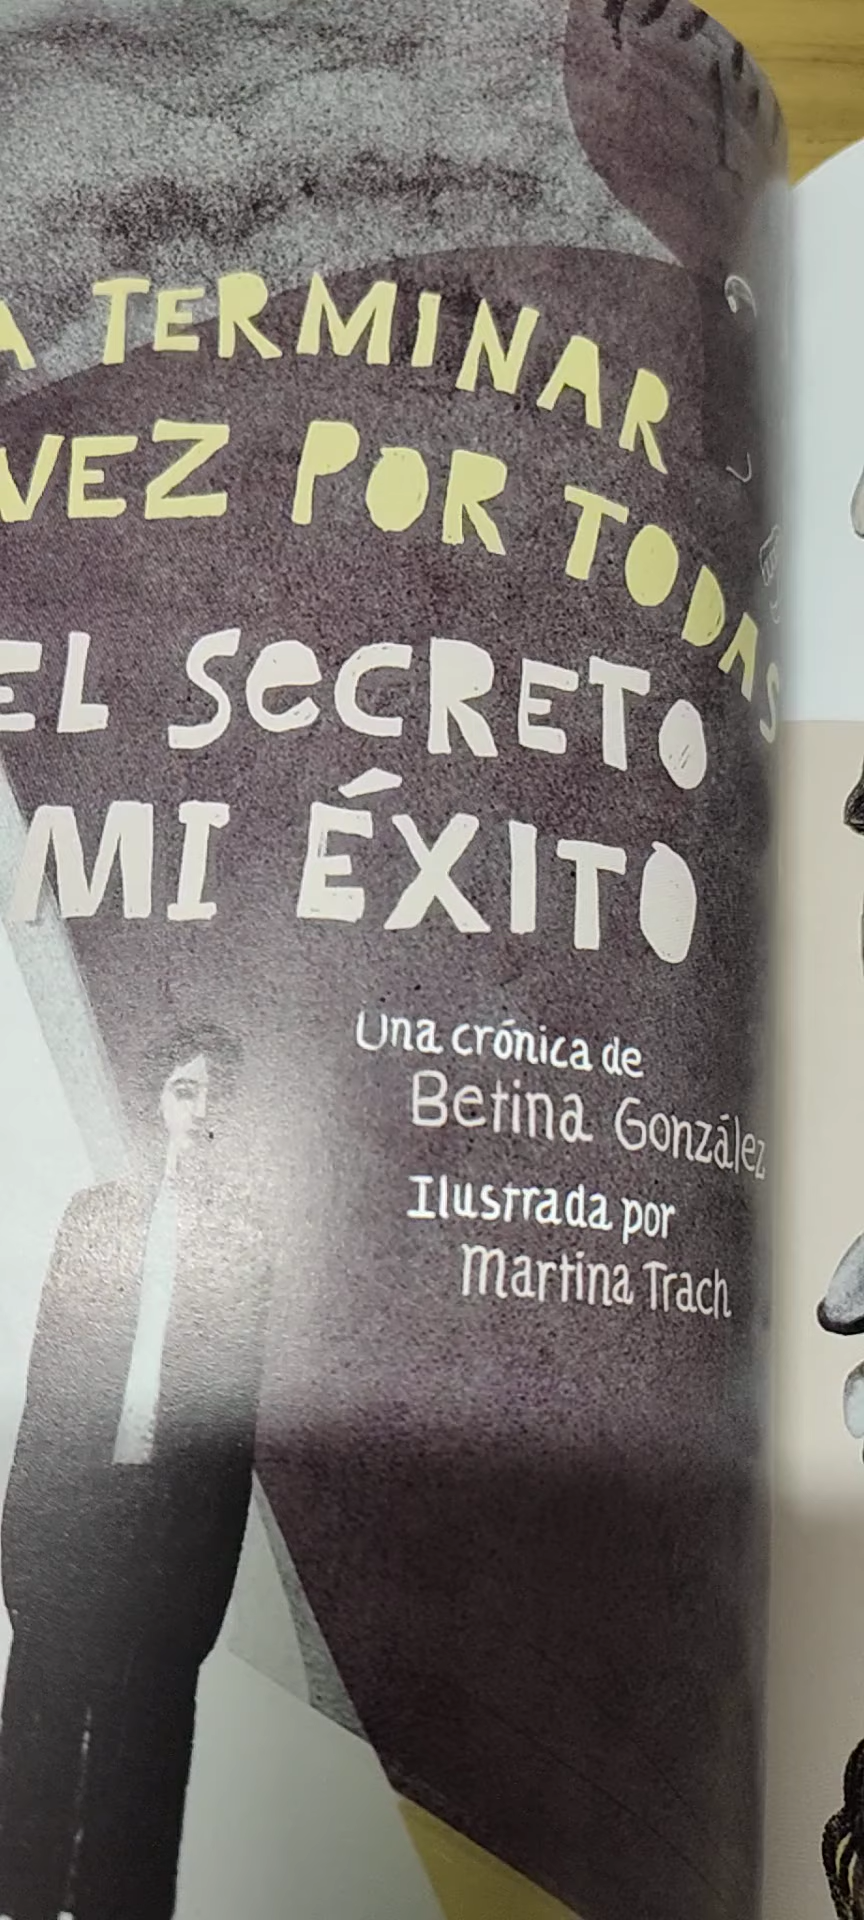 A TERMINAR
VEZ POR TODAS
EL SECRETO
MI ÉXITO
Una crónica de
Betina González
Ilustrada por
Martina Trach